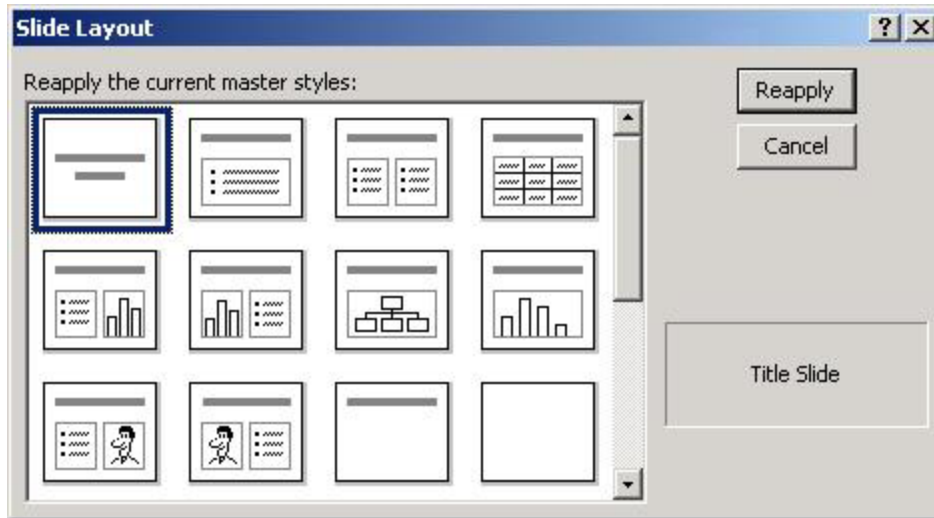 Slide Layout
Reapply the current master styles:
Reapply
Cancel
Title Slide